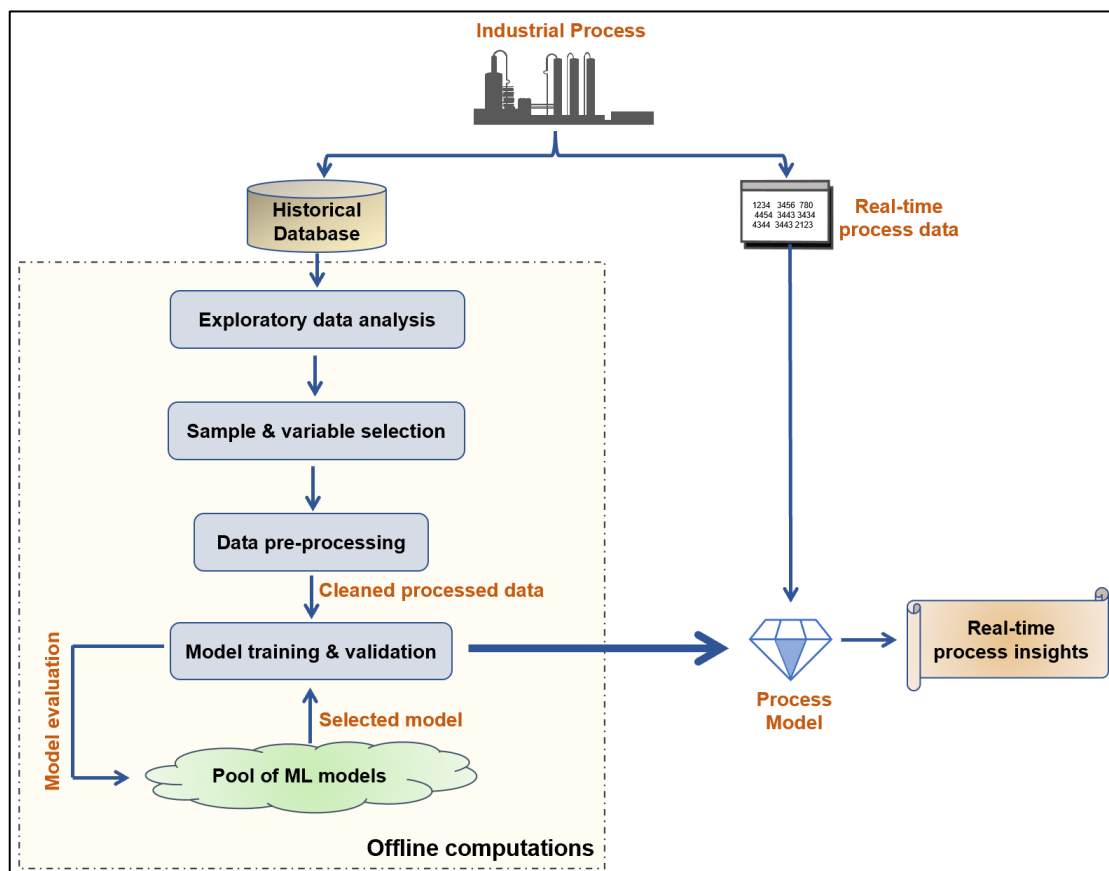 Industrial Process
Historical
Database
1234 3456 780
4454 3443 3434
4344 3443 2123
Real-time
process data
Exploratory data analysis
Sample & variable selection
Data pre-processing
Cleaned processed data
Model training & validation
Model evaluation
Selected model
Pool of ML models
Offline computations
Process
Model
Real-time
process insights